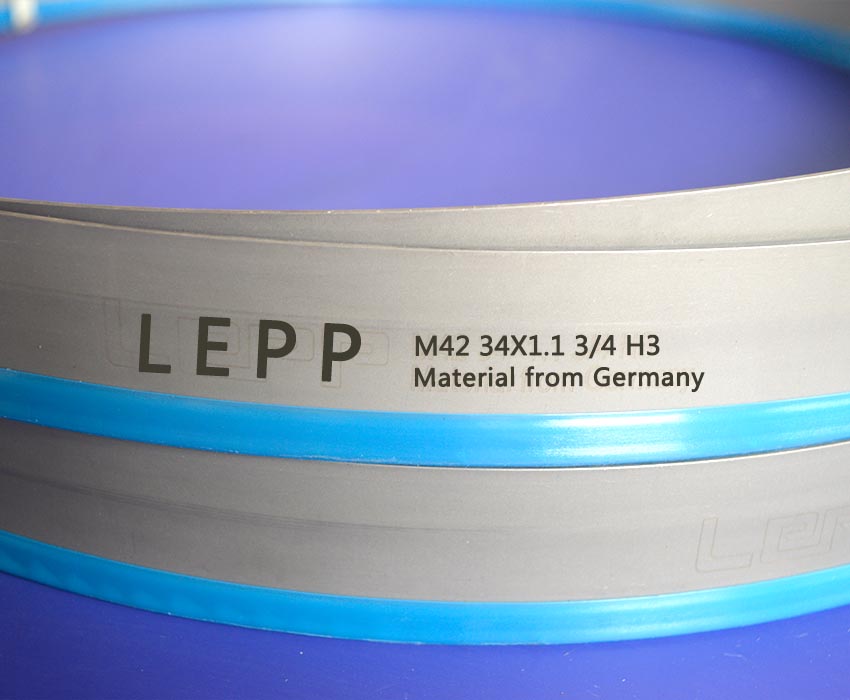 LEPP
M42 34X1.1 3/4 H3
Material from Germany